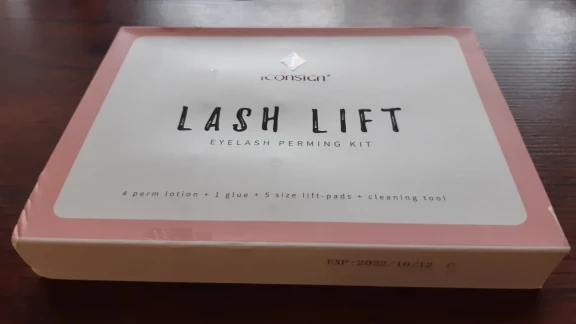 iconsign®
LASH LIFT
EYELASH PERMING KIT
4 perm lotion + 1 glue + 5 size lift-pads + cleaning tool
EXP:2022/10/12